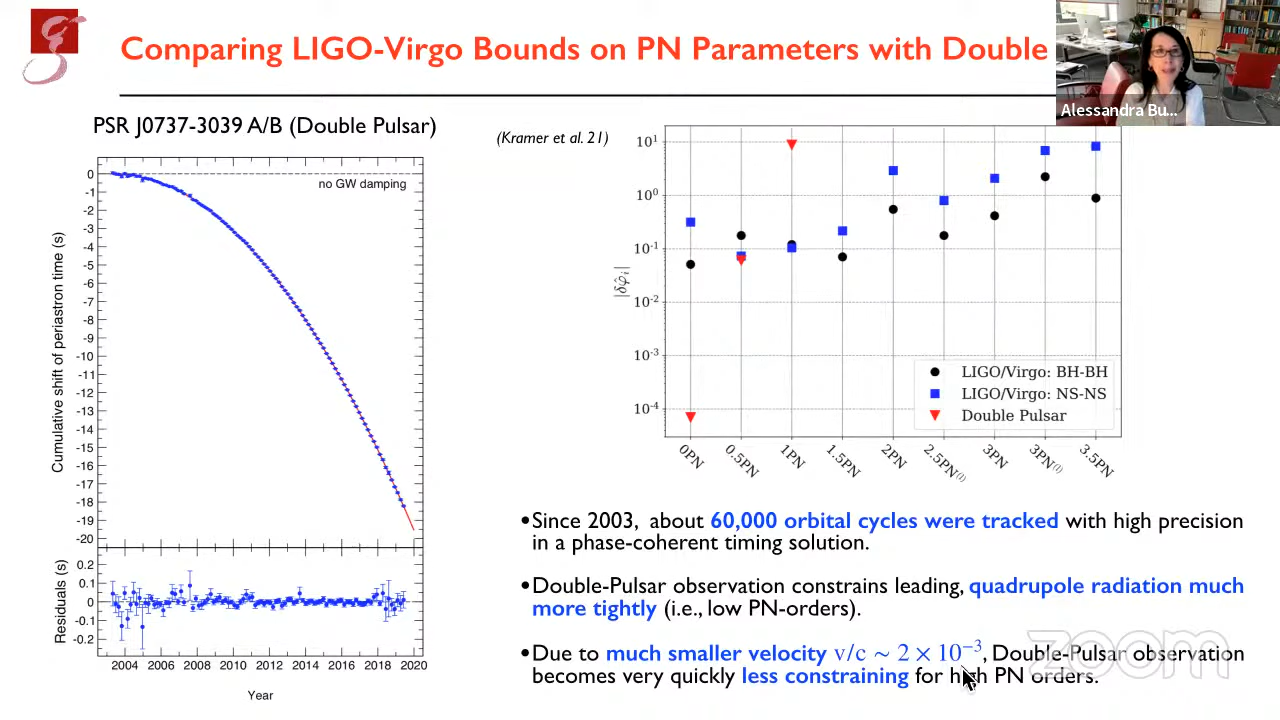 Comparing LIGO-Virgo Bounds on PN Parameters with Double
Alessandra Bu...
PSR J0737-3039 A/B (Double Pulsar)
(Kramer et al. 21)
no GW damping
Cumulative shift of periastron time (s)
0
-1
-2
-3
-4
-5
-6
-7
-8
-9
-10
-11
-12
-13
-14
-15
-16
-17
-18
-19
-20
Residuals (s)
0.2
0.1
0
-0.1
-0.2
2004 2006 2008 2010 2012 2014 2016 2018 2020
Year
|δφ̂ᵢ|
10¹
10⁰
10⁻¹
10⁻²
10⁻³
10⁻⁴
LIGO/Virgo: BH-BH
LIGO/Virgo: NS-NS
Double Pulsar
0PN 0.5PN 1PN 1.5PN 2PN 2.5PN⁽ˡ⁾ 3PN 3PN⁽ˡ⁾ 3.5PN
•Since 2003, about 60,000 orbital cycles were tracked with high precision
in a phase-coherent timing solution.
•Double-Pulsar observation constrains leading, quadrupole radiation much
more tightly (i.e., low PN-orders).
•Due to much smaller velocity v/c ~ 2 × 10⁻³, Double-Pulsar observation
becomes very quickly less constraining for high PN orders.
zoom